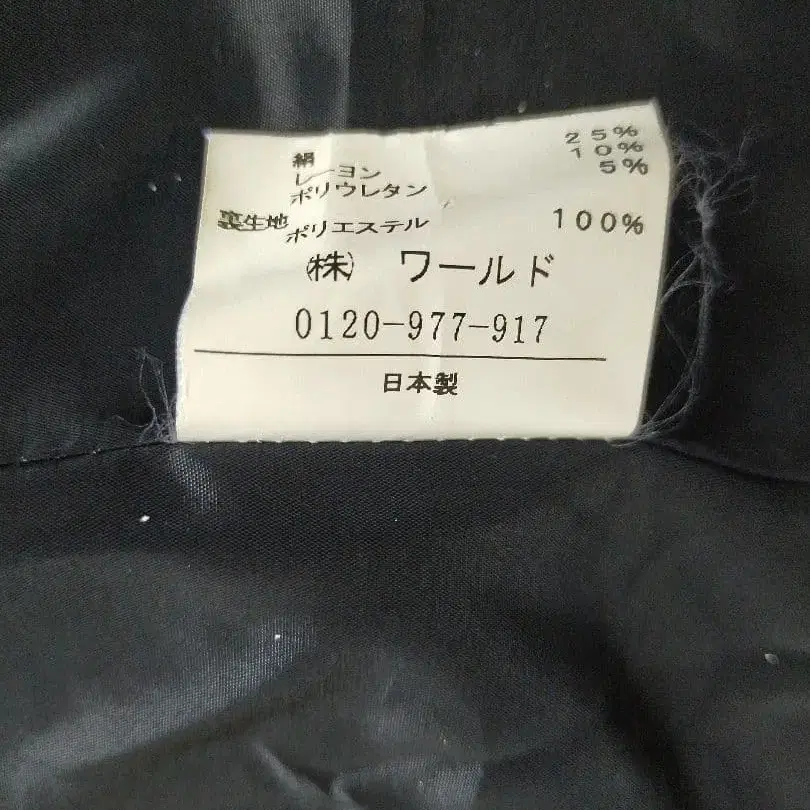 絹 25%
レーヨン 10%
ポリウレタン 5%
裏生地 ポリエステル 100%
㈱ ワールド
0120-977-917
日本製